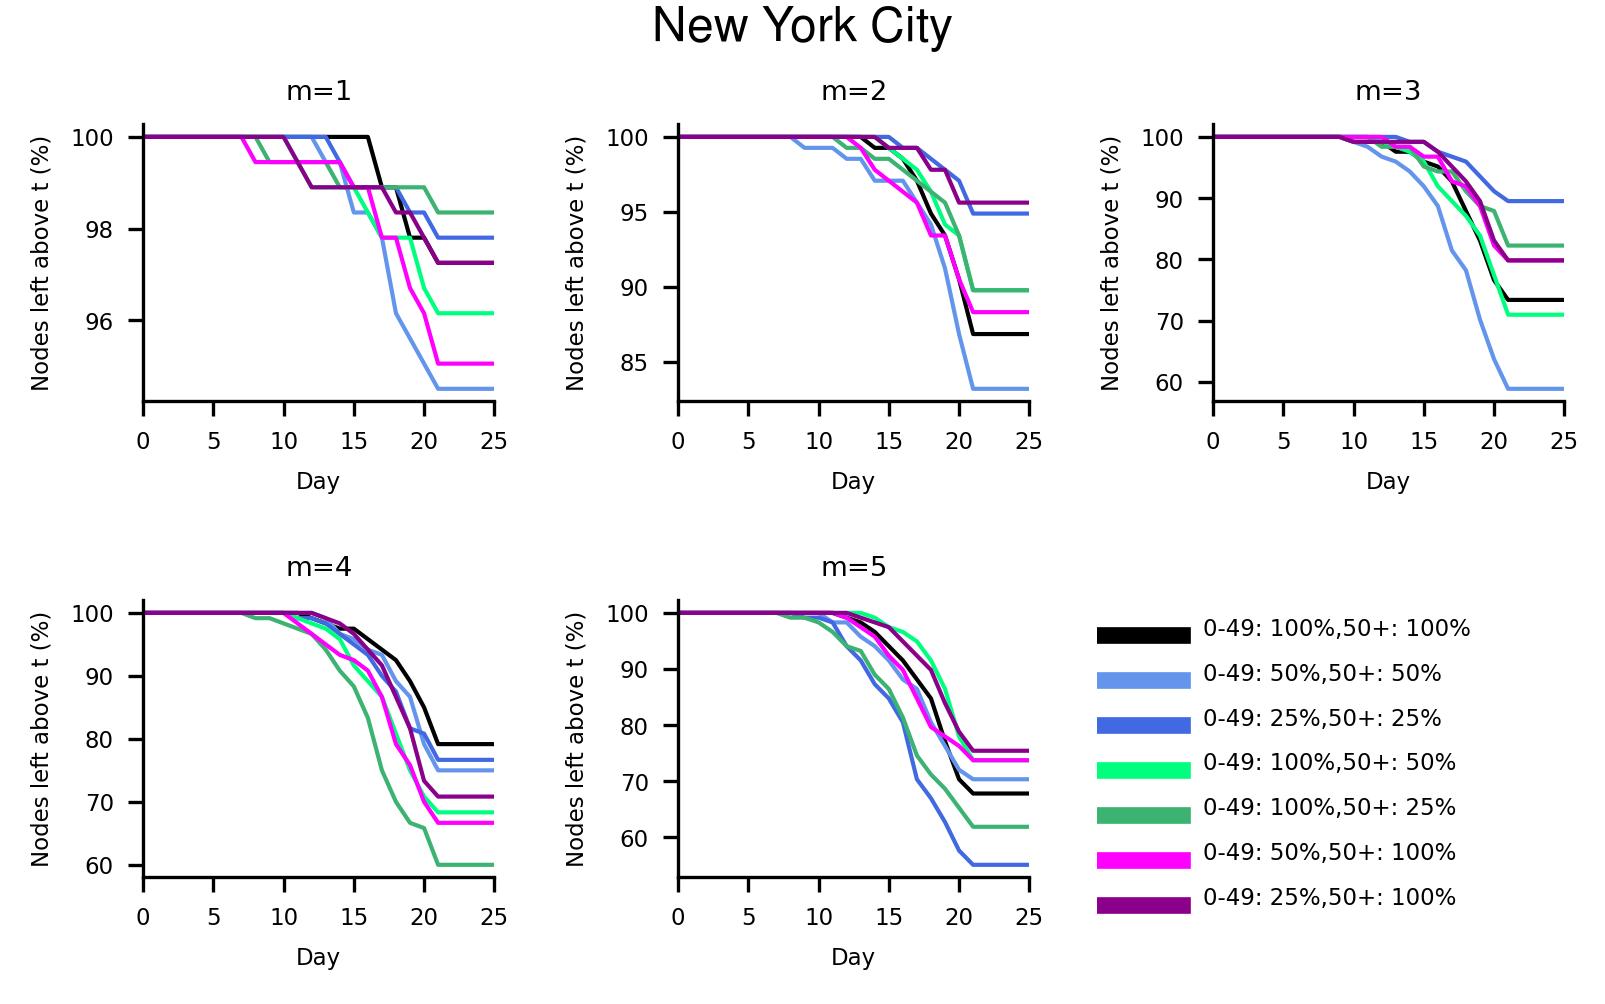 New York City
m=1
m=2
m=3
Nodes left above t (%)
100
98
96
0 5 10 15 20 25
Day
Nodes left above t (%)
100
95
90
85
0 5 10 15 20 25
Day
Nodes left above t (%)
100
90
80
70
60
0 5 10 15 20 25
Day
m=4
m=5
Nodes left above t (%)
100
90
80
70
60
0 5 10 15 20 25
Day
Nodes left above t (%)
100
90
80
70
60
0 5 10 15 20 25
Day
0-49: 100%,50+: 100%
0-49: 50%,50+: 50%
0-49: 25%,50+: 25%
0-49: 100%,50+: 50%
0-49: 100%,50+: 25%
0-49: 50%,50+: 100%
0-49: 25%,50+: 100%